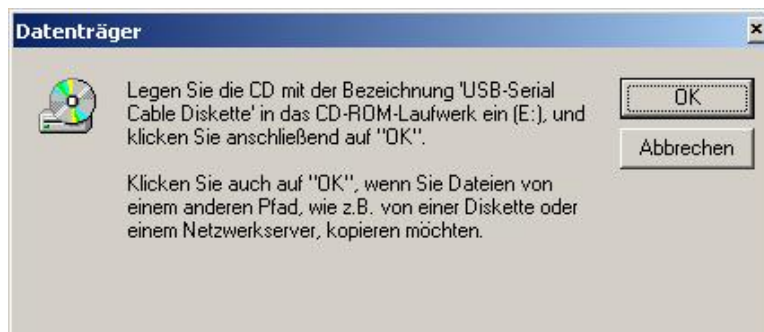 Datenträger
Legen Sie die CD mit der Bezeichnung 'USB-Serial
Cable Diskette' in das CD-ROM-Laufwerk ein (E:), und
klicken Sie anschließend auf "OK".
Klicken Sie auch auf "OK", wenn Sie Dateien von
einem anderen Pfad, wie z.B. von einer Diskette oder
einem Netzwerkserver, kopieren möchten.
OK
Abbrechen